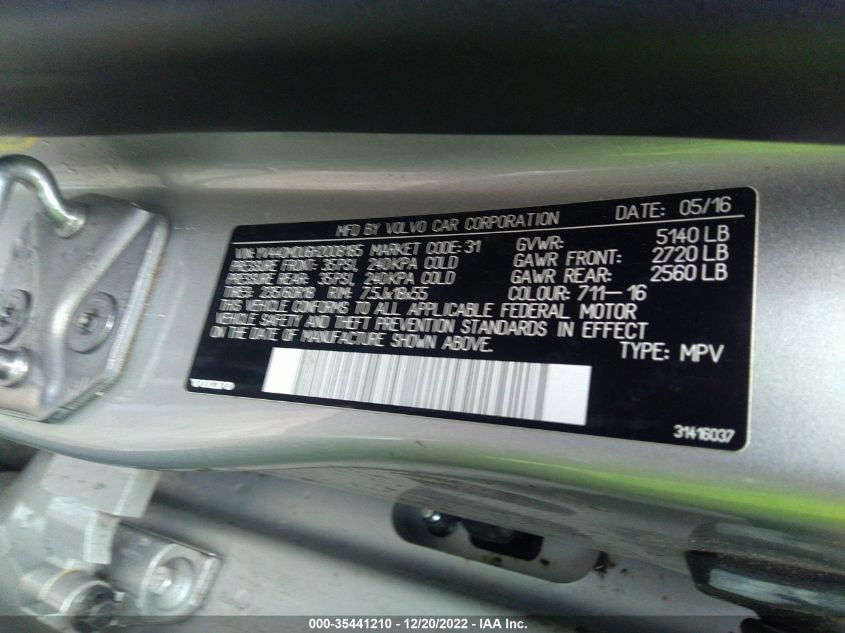 MFD BY VOLVO CAR CORPORATION DATE: 05/16
VIN: MARKET CODE: 31 GVWR: 5140 LB
PRESSURE FRONT: 35PSI, 240KPA COLD GAWR FRONT: 2720 LB
PRESSURE REAR: 35PSI, 240KPA COLD GAWR REAR: 2560 LB
TIRES: 235/60R18 RIM: 7,5Jx18x55 COLOUR: 711-16
THIS VEHICLE CONFORMS TO ALL APPLICABLE FEDERAL MOTOR
VEHICLE SAFETY AND THEFT PREVENTION STANDARDS IN EFFECT
ON THE DATE OF MANUFACTURE SHOWN ABOVE. TYPE: MPV
VOLVO
31416037
000-35441210 - 12/20/2022 - IAA Inc.